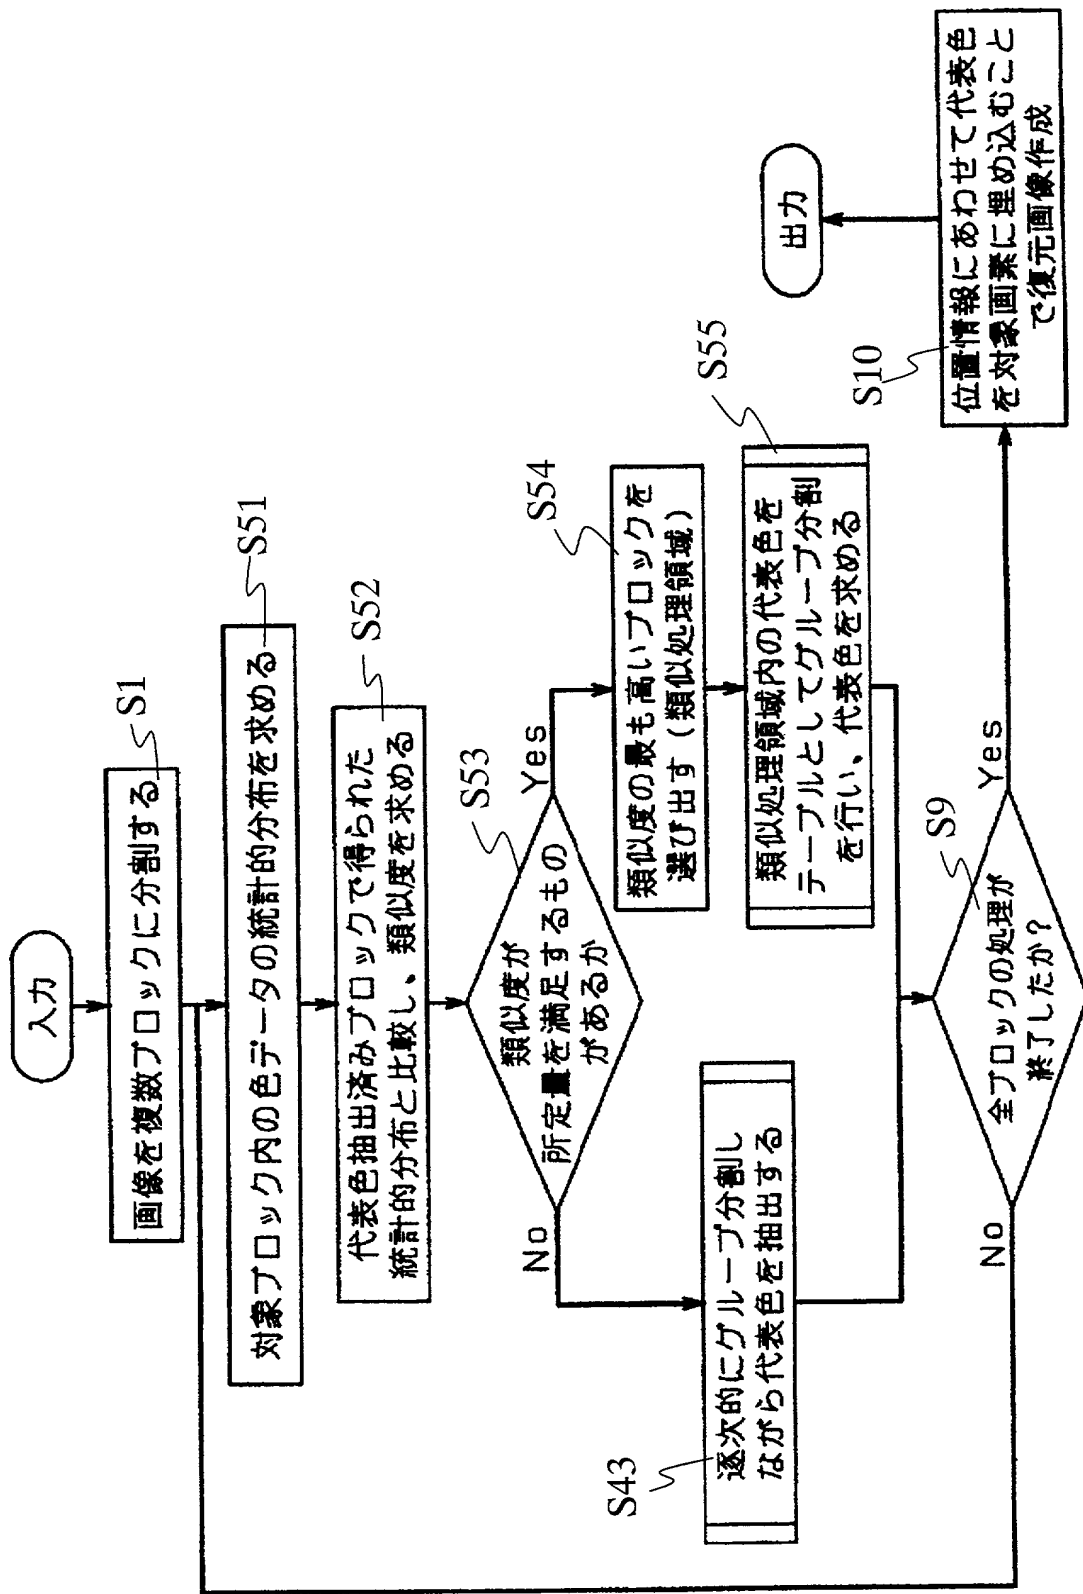 入力
画像を複数ブロックに分割する
S1
対象ブロック内の色データの統計的分布を求める
S51
代表色抽出済みブロックで得られた
統計的分布と比較し、類似度を求める
S52
類似度が
所定量を満足するもの
があるか
S53
Yes
No
類似度の最も高いブロックを
選び出す（類似処理領域）
S54
類似処理領域内の代表色を
テーブルとしてグループ分割
を行い、代表色を求める
S55
逐次的にグループ分割し
ながら代表色を抽出する
S43
全ブロックの処理が
終了したか？
S9
No
Yes
位置情報にあわせて代表色
を対象画素に埋め込むこと
で復元画像作成
S10
出力